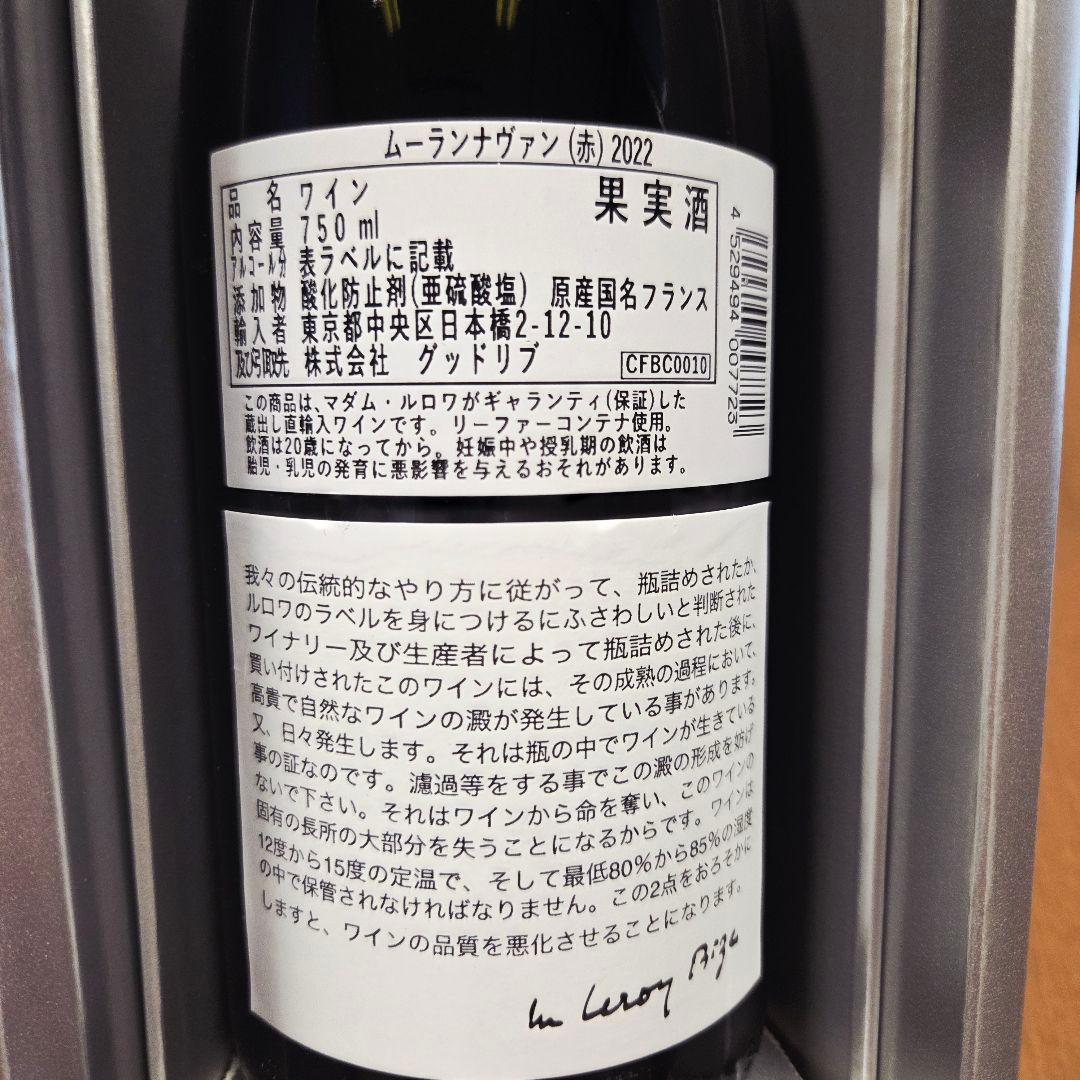 ムーランナヴァン(赤)2022
品名 ワイン 果実酒
内容量 750 ml
アルコール分 表ラベルに記載
添加物 酸化防止剤(亜硫酸塩) 原産国名フランス
輸入者 東京都中央区日本橋2-12-10
及び引取先 株式会社 グッドリブ CFBC0010
4 529494 007723
この商品は、マダム・ルロワがギャランティ(保証)した
蔵出し直輸入ワインです。リーファーコンテナ使用。
飲酒は20歳になってから。妊娠中や授乳期の飲酒は
胎児・乳児の発育に悪影響を与えるおそれがあります。
我々の伝統的なやり方に従がって、瓶詰めされたか、
ルロワのラベルを身につけるにふさわしいと判断された
ワイナリー及び生産者によって瓶詰めされた後に、
買い付けされたこのワインには、その成熟の過程において、
高貴で自然なワインの澱が発生している事があります。
又、日々発生します。それは瓶の中でワインが生きている
事の証なのです。濾過等をする事でこの澱の形成を妨げ
ないで下さい。それはワインから命を奪い、このワインの
固有の長所の大部分を失うことになるからです。ワインは
12度から15度の定温で、そして最低80%から85%の湿度
の中で保管されなければなりません。この2点をおろそかに
しますと、ワインの品質を悪化させることになります。
Leroy Bize